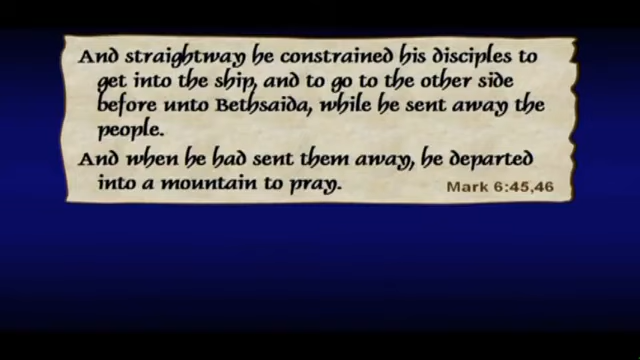 And straightway he constrained his disciples to
get into the ship, and to go to the other side
before unto Bethsaida, while he sent away the
people.
And when he had sent them away, he departed
into a mountain to pray.
Mark 6:45,46